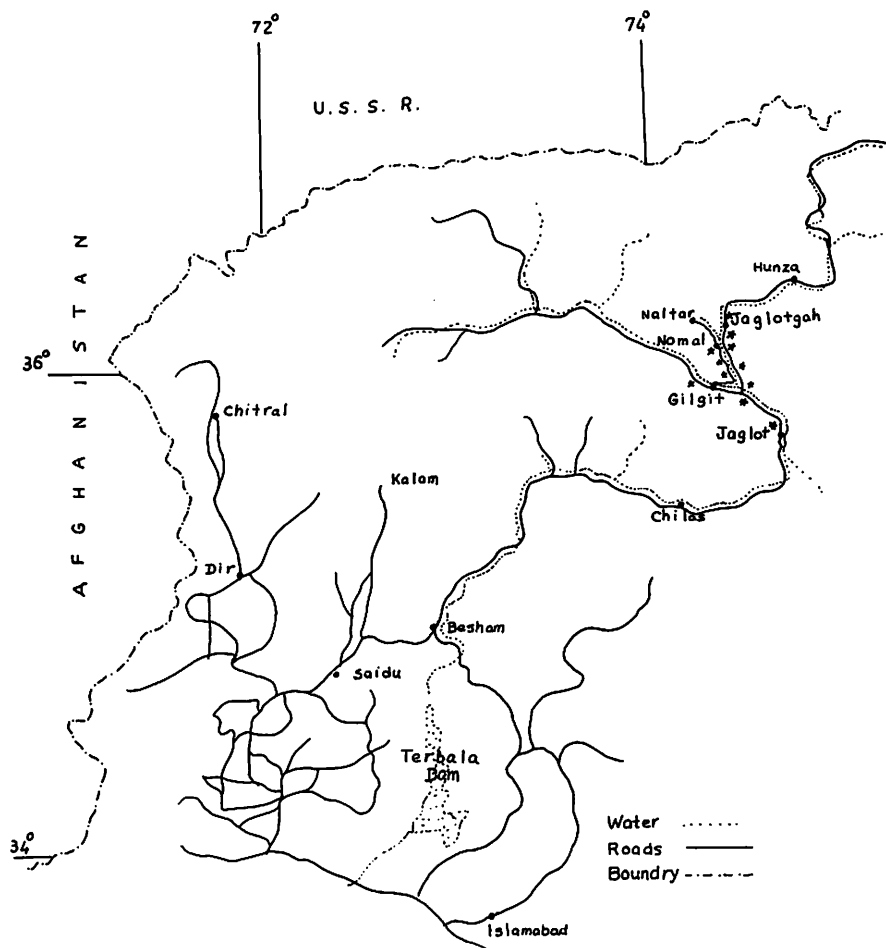 72°
74°
U.S.S.R.
AFGHANISTAN
Hunza
Naltar
Jaglotgah
Nomal
36°
Gilgit
Chitral
Jaglot
Kalam
Chilas
Dir
Besham
Saidu
Terbala
Dam
Water
Roads
34°
Boundry
Islamabad